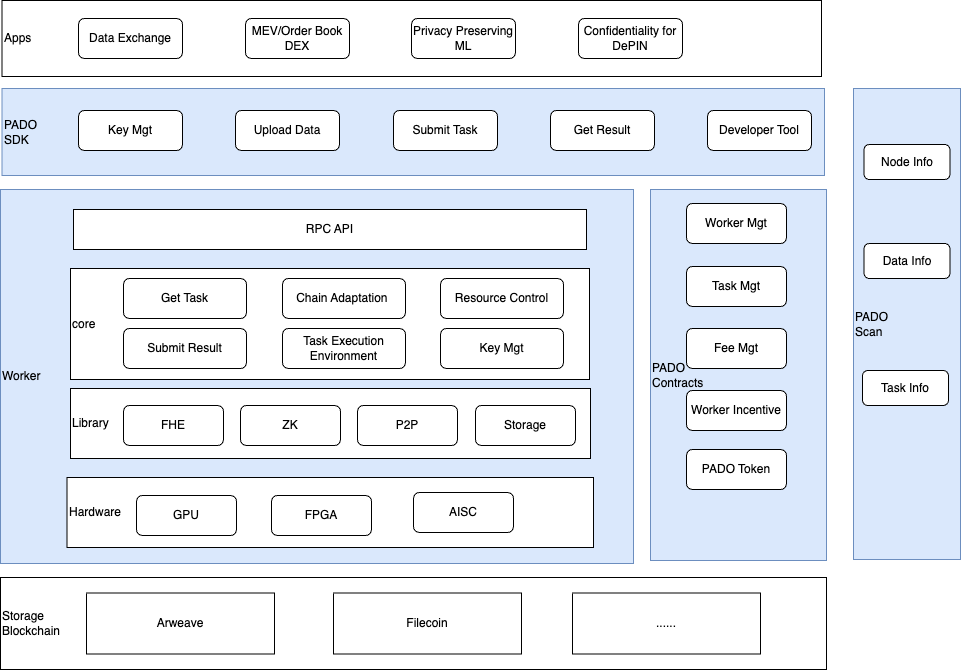 Apps
Data Exchange
MEV/Order Book
DEX
Privacy Preserving
ML
Confidentiality for
DePIN
PADO
SDK
Key Mgt
Upload Data
Submit Task
Get Result
Developer Tool
Worker
RPC API
core
Get Task
Chain Adaptation
Resource Control
Submit Result
Task Execution
Environment
Key Mgt
Library
FHE
ZK
P2P
Storage
Hardware
GPU
FPGA
AISC
PADO
Contracts
Worker Mgt
Task Mgt
Fee Mgt
Worker Incentive
PADO Token
PADO
Scan
Node Info
Data Info
Task Info
Storage
Blockchain
Arweave
Filecoin
......